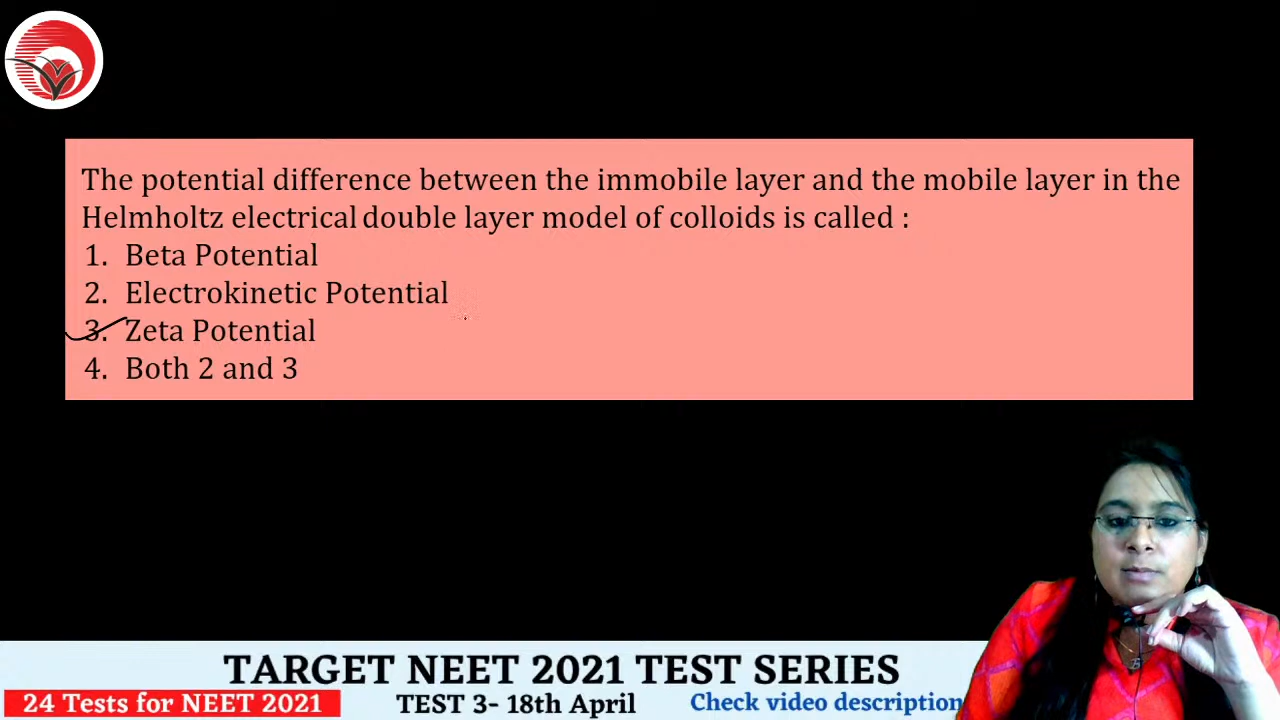 The potential difference between the immobile layer and the mobile layer in the
Helmholtz electrical double layer model of colloids is called :
1. Beta Potential
2. Electrokinetic Potential
3. Zeta Potential
4. Both 2 and 3
TARGET NEET 2021 TEST SERIES
24 Tests for NEET 2021 TEST 3- 18th April Check video description